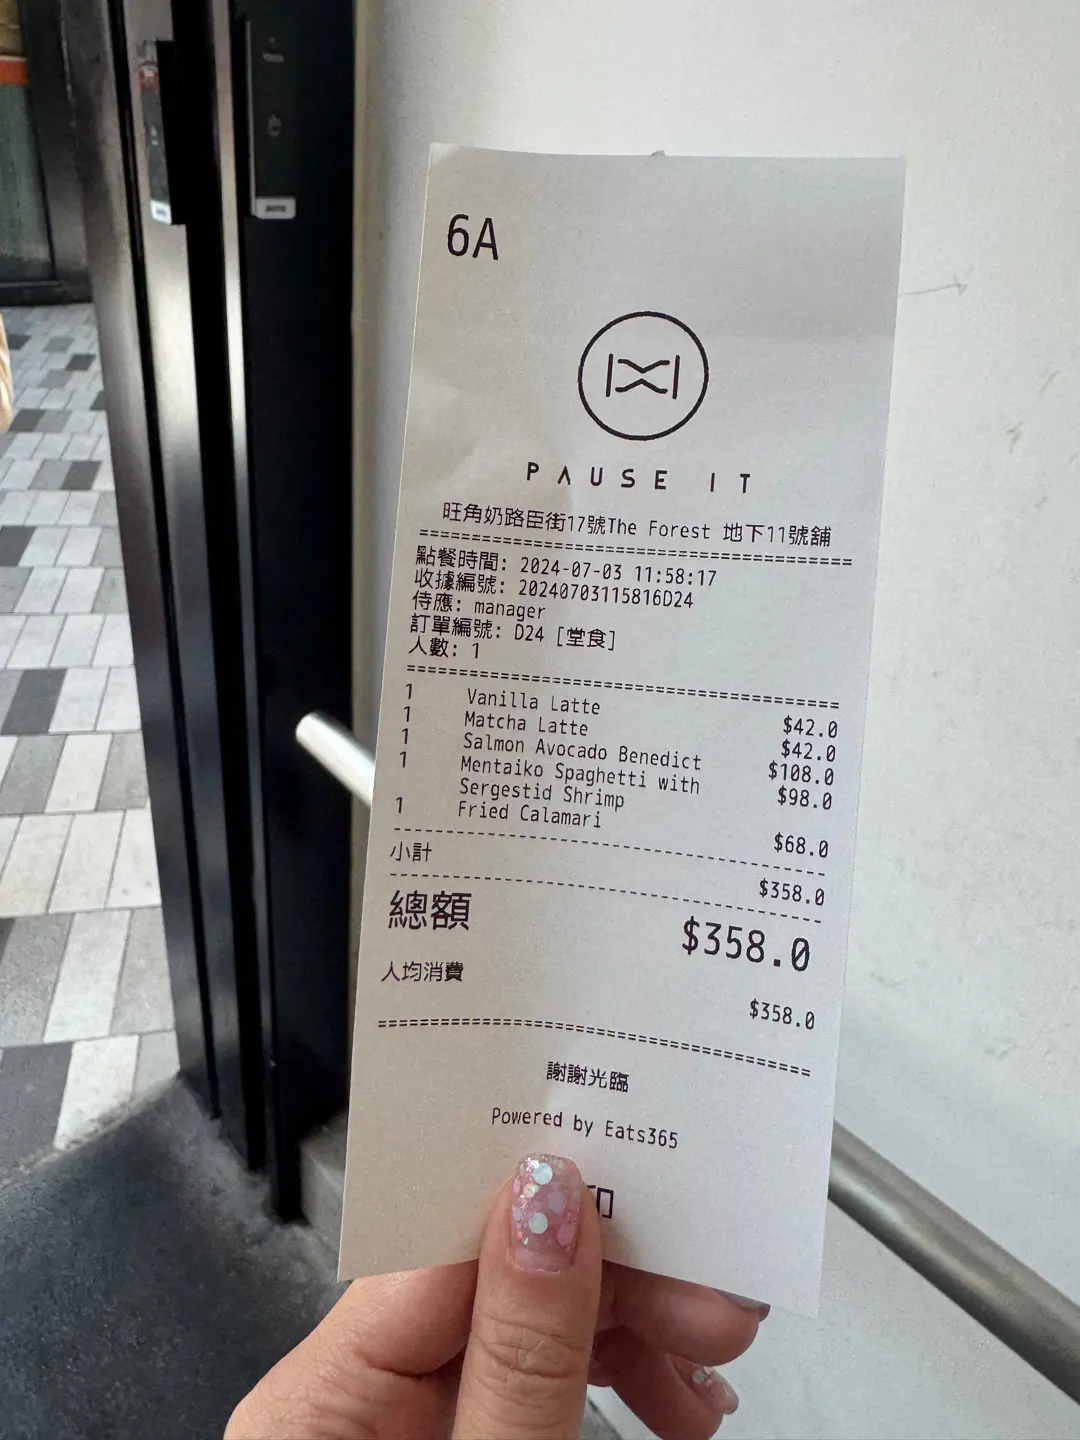 6A
PAUSE IT
旺角奶路臣街17號The Forest 地下11號舖
================================
點餐時間: 2024-07-03 11:58:17
收據編號: 20240703115816D24
侍應: manager
訂單編號: D24 [堂食]
人數: 1
================================
1 Vanilla Latte $42.0
1 Matcha Latte $42.0
1 Salmon Avocado Benedict $108.0
1 Mentaiko Spaghetti with $98.0
Sergestid Shrimp
1 Fried Calamari $68.0
小計 $358.0
總額 $358.0
人均消費 $358.0
================================
謝謝光臨
Powered by Eats365
印